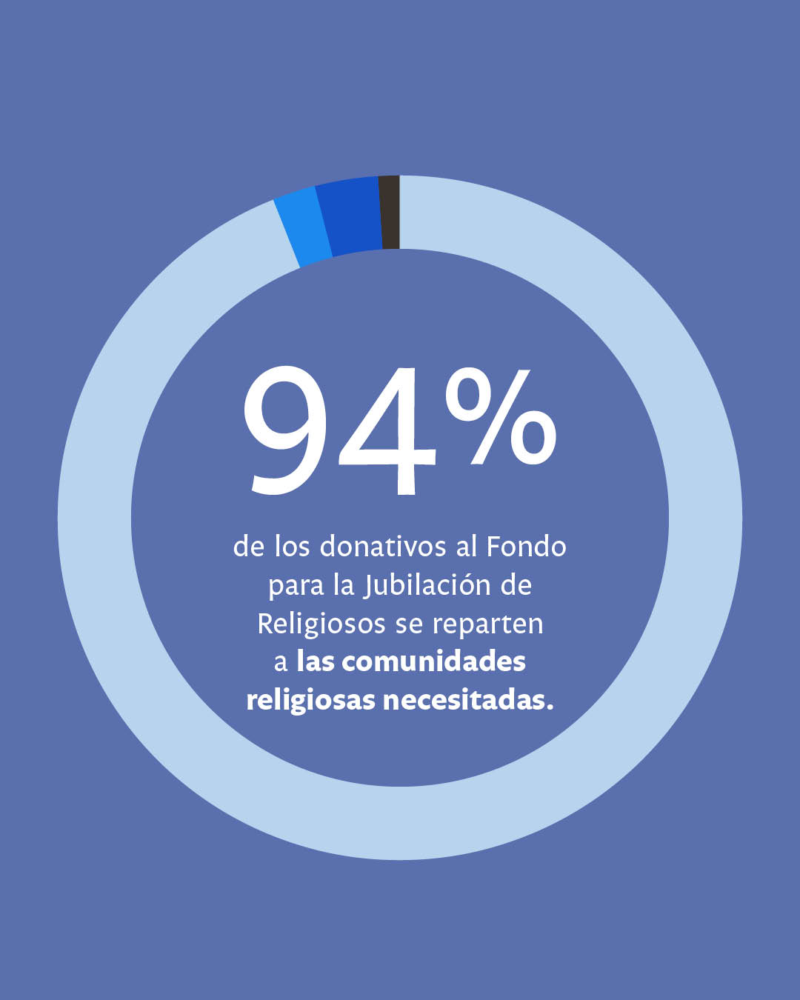 94%
de los donativos al Fondo
para la Jubilación de
Religiosos se reparten
a las comunidades
religiosas necesitadas.